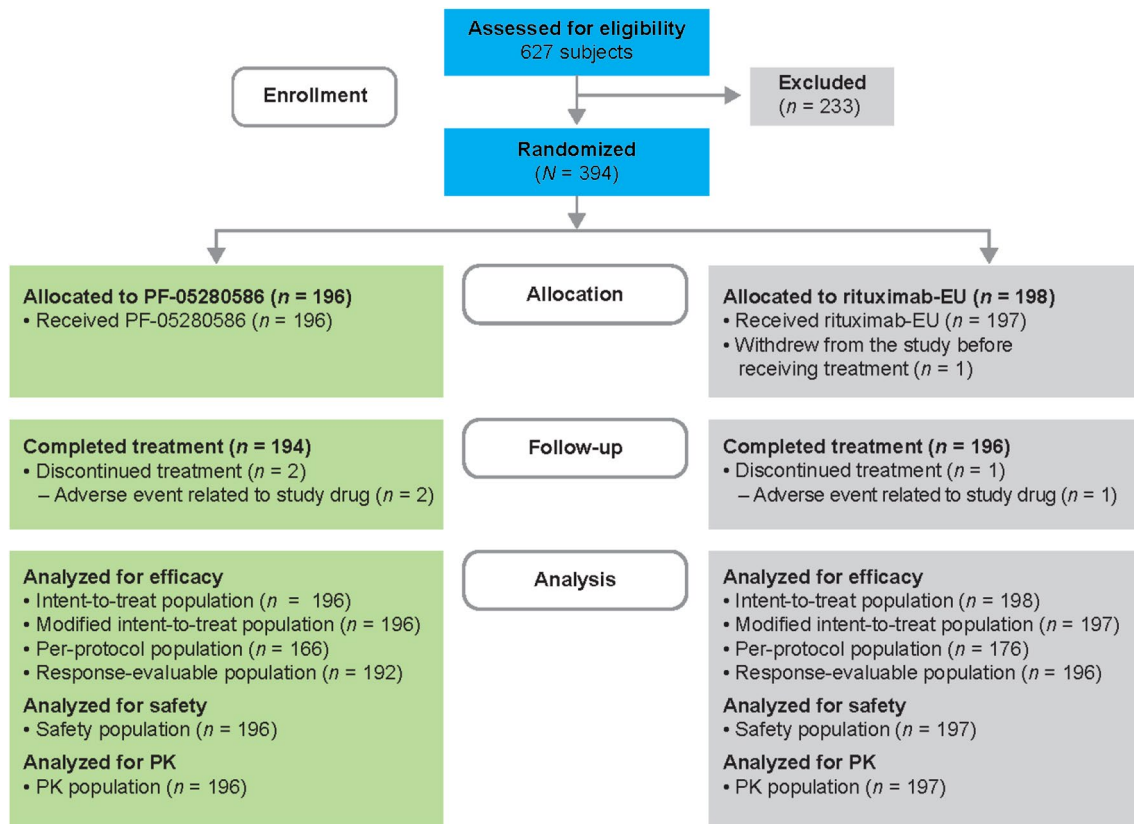 Assessed for eligibility
627 subjects
Enrollment
Excluded
(n = 233)
Randomized
(N = 394)
Allocated to PF-05280586 (n = 196)
• Received PF-05280586 (n = 196)
Allocation
Allocated to rituximab-EU (n = 198)
• Received rituximab-EU (n = 197)
• Withdrew from the study before
receiving treatment (n = 1)
Completed treatment (n = 194)
• Discontinued treatment (n = 2)
– Adverse event related to study drug (n = 2)
Follow-up
Completed treatment (n = 196)
• Discontinued treatment (n = 1)
– Adverse event related to study drug (n = 1)
Analyzed for efficacy
• Intent-to-treat population (n = 196)
• Modified intent-to-treat population (n = 196)
• Per-protocol population (n = 166)
• Response-evaluable population (n = 192)
Analyzed for safety
• Safety population (n = 196)
Analyzed for PK
• PK population (n = 196)
Analysis
Analyzed for efficacy
• Intent-to-treat population (n = 198)
• Modified intent-to-treat population (n = 197)
• Per-protocol population (n = 176)
• Response-evaluable population (n = 196)
Analyzed for safety
• Safety population (n = 197)
Analyzed for PK
• PK population (n = 197)